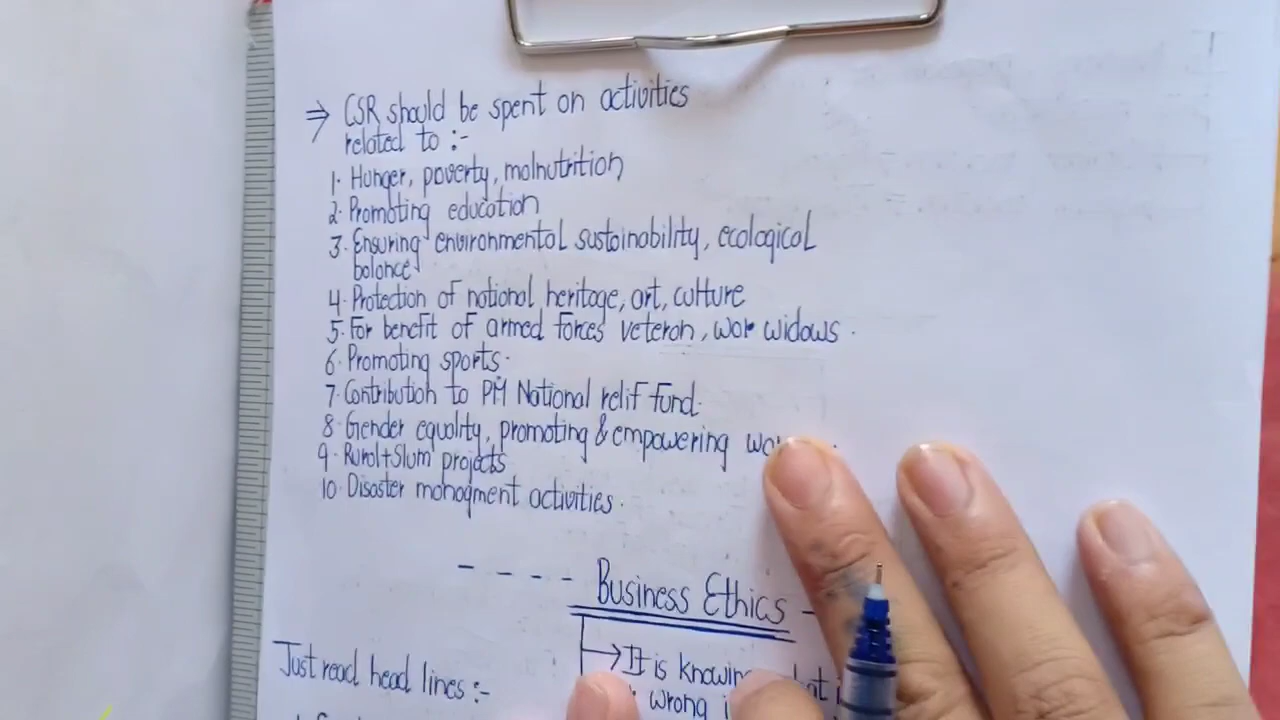 ⇒ CSR should be spent on activities
related to :-
1. Hunger, poverty, malnutrition
2. Promoting education
3. Ensuring environmental sustainability, ecological
balance
4. Protection of national heritage, art, culture
5. For benefit of armed forces veteran, war widows.
6. Promoting sports.
7. Contribution to PM National relif fund.
8. Gender equality, promoting & empowering
9. Rural+Slum projects
10. Disaster managment activities.
---- Business Ethics -
→ It is
Just read head lines :-
wrong